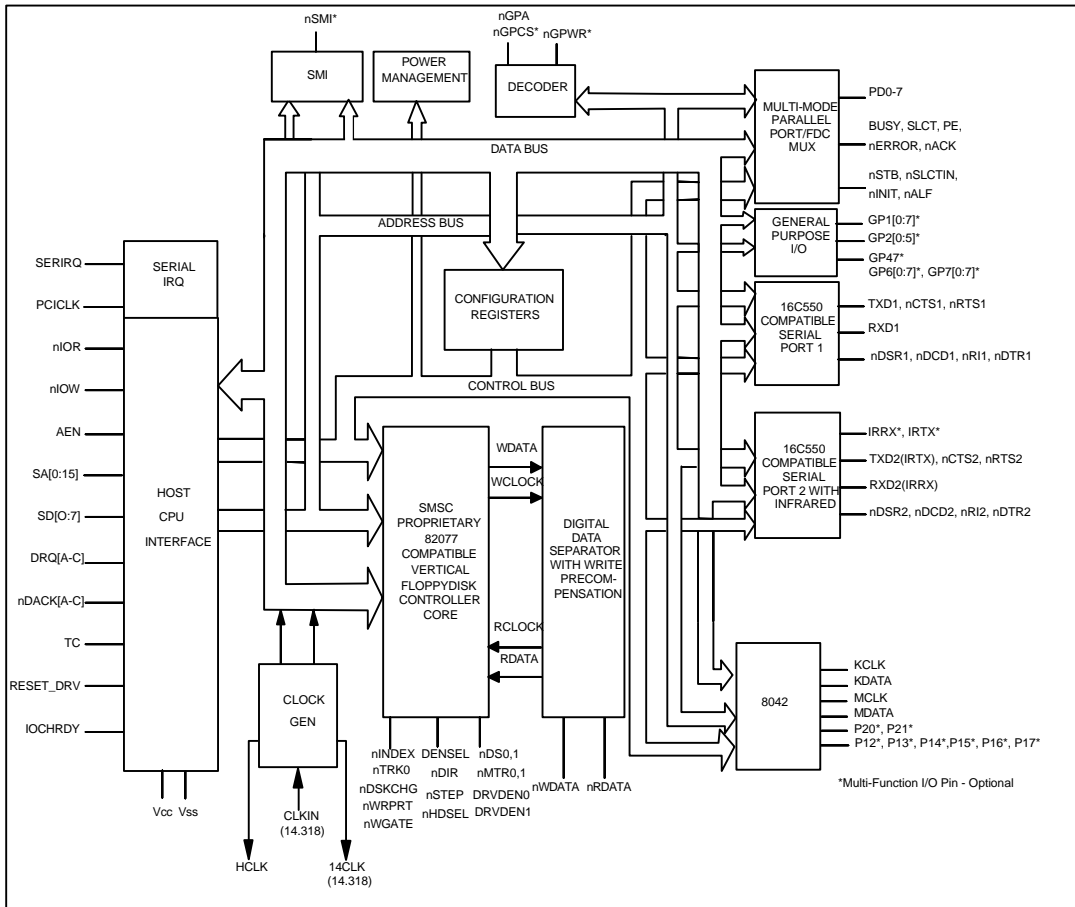 nSMI*
nGPA
nGPCS*
nGPWR*
SMI
POWER
MANAGEMENT
DECODER
MULTI-MODE
PARALLEL
PORT/FDC
MUX
PD0-7
BUSY, SLCT, PE,
nERROR, nACK
nSTB, nSLCTIN,
nINIT, nALF
DATA BUS
ADDRESS BUS
GENERAL
PURPOSE
I/O
GP1[0:7]*
GP2[0:5]*
GP47*
GP6[0:7]*, GP7[0:7]*
SERIRQ
PCICLK
nIOR
nIOW
AEN
SA[0:15]
SD[O:7]
DRQ[A-C]
nDACK[A-C]
TC
RESET_DRV
IOCHRDY
SERIAL
IRQ
HOST
CPU
INTERFACE
Vcc
Vss
CONFIGURATION
REGISTERS
CONTROL BUS
16C550
COMPATIBLE
SERIAL
PORT 1
TXD1, nCTS1, nRTS1
RXD1
nDSR1, nDCD1, nRI1, nDTR1
16C550
COMPATIBLE
SERIAL
PORT 2 WITH
INFRARED
IRRX*, IRTX*
TXD2(IRTX), nCTS2, nRTS2
RXD2(IRRX)
nDSR2, nDCD2, nRI2, nDTR2
SMSC
PROPRIETARY
82077
COMPATIBLE
VERTICAL
FLOPPYDISK
CONTROLLER
CORE
WDATA
WCLOCK
RCLOCK
RDATA
DIGITAL DATA
SEPARATOR
WITH WRITE
PRECOM-
PENSATION
CLOCK
GEN
CLKIN
(14.318)
HCLK
14CLK
(14.318)
nINDEX
nTRK0
nDSKCHG
nWRPRT
nWGATE
DENSEL
nDIR
nSTEP
nHDSEL
nDS0,1
nMTR0,1
DRVDEN0
DRVDEN1
nWDATA
nRDATA
8042
KCLK
KDATA
MCLK
MDATA
P20*, P21*
P12*, P13*, P14*,P15*, P16*, P17*
*Multi-Function I/O Pin - Optional